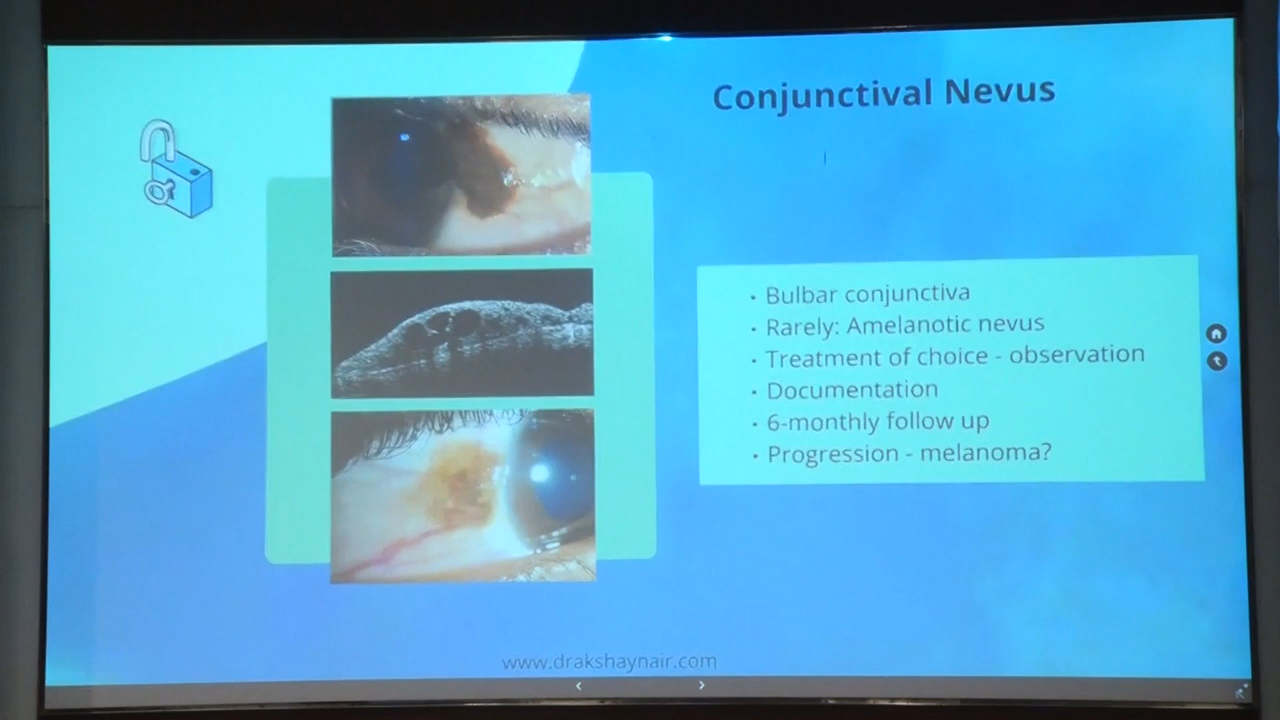 Conjunctival Nevus
• Bulbar conjunctiva
• Rarely: Amelanotic nevus
• Treatment of choice - observation
• Documentation
• 6-monthly follow up
• Progression - melanoma?
www.drakshaynair.com